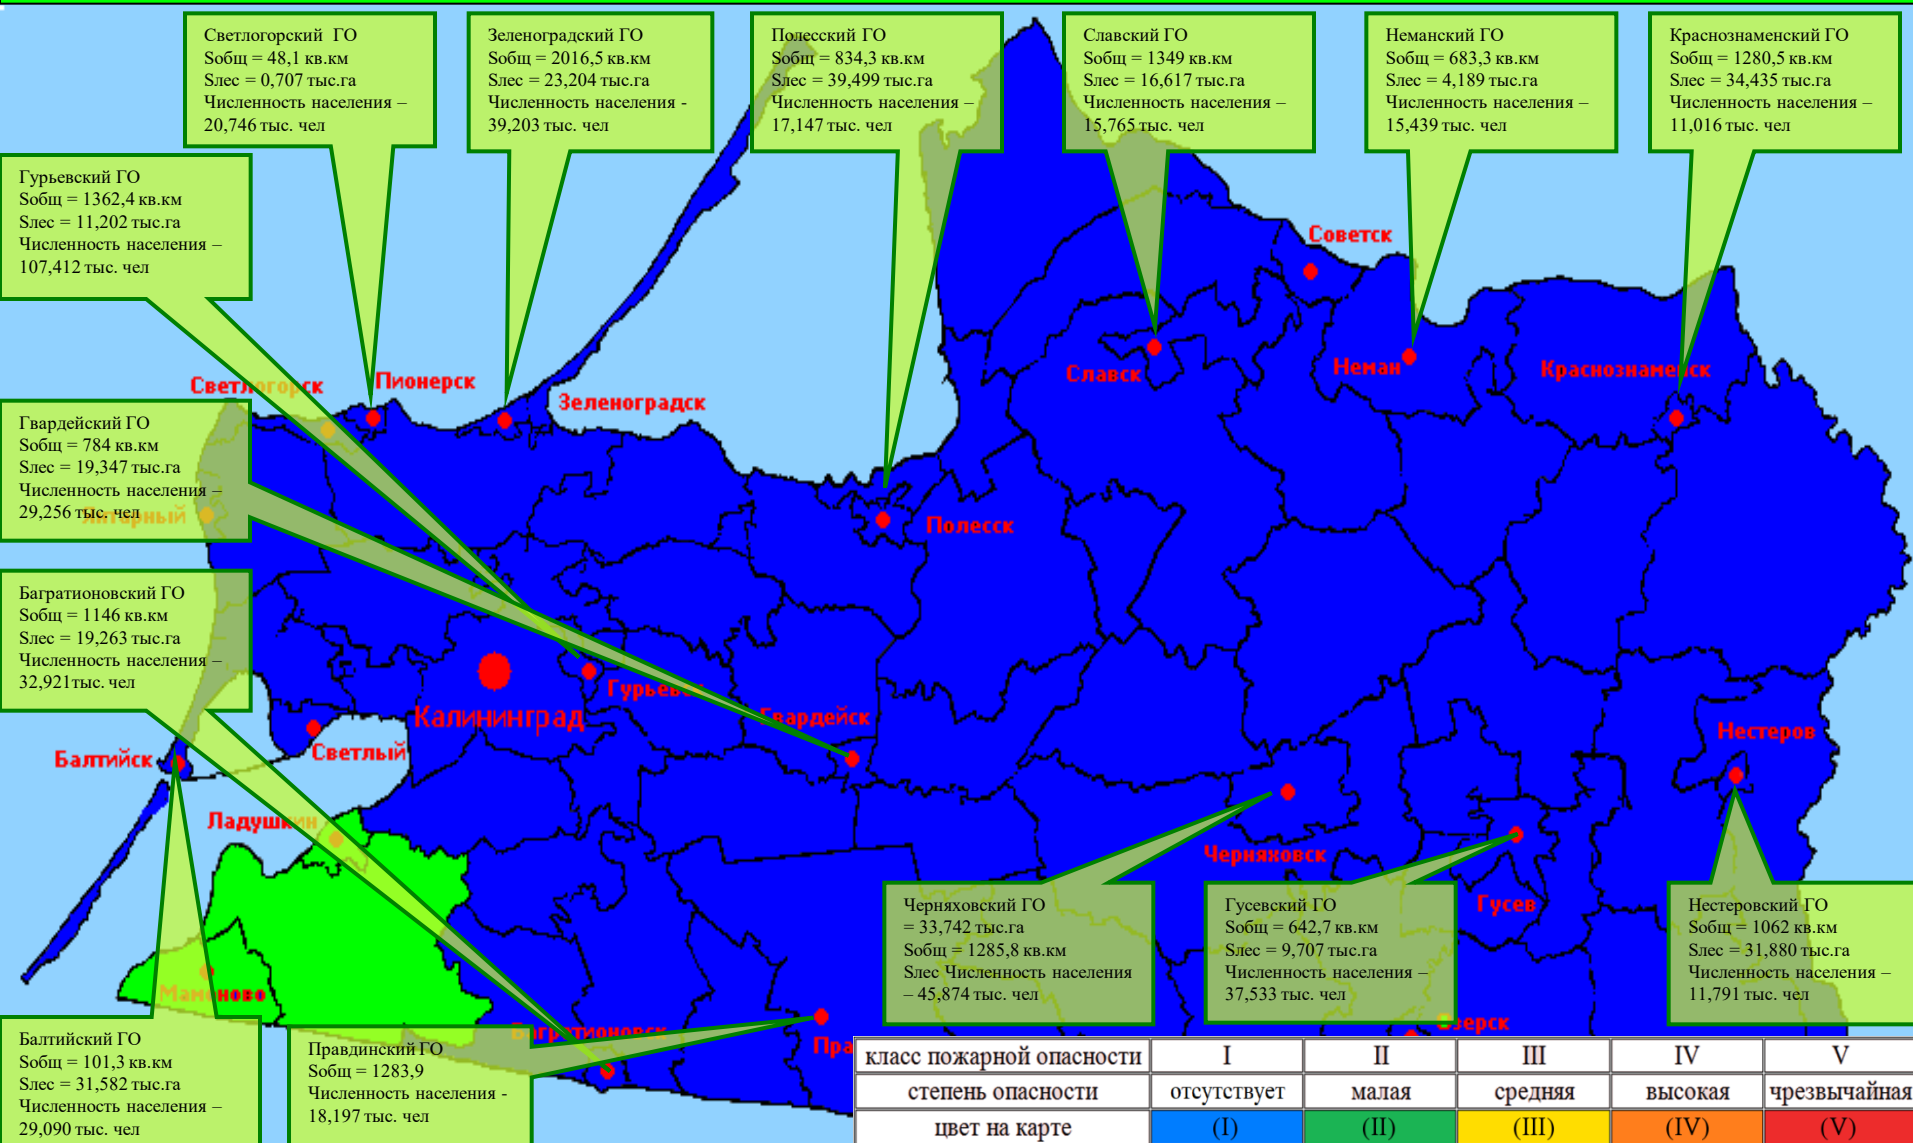 Светлогорский ГО
Sобщ = 48,1 кв.км
Sлес = 0,707 тыс.га
Численность населения –
20,746 тыс. чел
Зеленоградский ГО
Sобщ = 2016,5 кв.км
Sлес = 23,204 тыс.га
Численность населения -
39,203 тыс. чел
Полесский ГО
Sобщ = 834,3 кв.км
Sлес = 39,499 тыс.га
Численность населения –
17,147 тыс. чел
Славский ГО
Sобщ = 1349 кв.км
Sлес = 16,617 тыс.га
Численность населения –
15,765 тыс. чел
Неманский ГО
Sобщ = 683,3 кв.км
Sлес = 4,189 тыс.га
Численность населения –
15,439 тыс. чел
Краснознаменский ГО
Sобщ = 1280,5 кв.км
Sлес = 34,435 тыс.га
Численность населения –
11,016 тыс. чел
Гурьевский ГО
Sобщ = 1362,4 кв.км
Sлес = 11,202 тыс.га
Численность населения –
107,412 тыс. чел
Советск
Славск
Неман
Краснознаменск
Светлогорск
Пионерск
Зеленоградск
Гвардейский ГО
Sобщ = 784 кв.км
Sлес = 19,347 тыс.га
Численность населения –
29,256 тыс. чел
Янтарный
Полесск
Багратионовский ГО
Sобщ = 1146 кв.км
Sлес = 19,263 тыс.га
Численность населения –
32,921тыс. чел
Гурьевск
Калининград
Гвардейск
Нестеров
Балтийск
Светлый
Ладушкин
Черняховск
Гусев
Мамоново
Багратионовск
Озерск
Пра
Черняховский ГО
= 33,742 тыс.га
Sобщ = 1285,8 кв.км
Sлес Численность населения
– 45,874 тыс. чел
Гусевский ГО
Sобщ = 642,7 кв.км
Sлес = 9,707 тыс.га
Численность населения –
37,533 тыс. чел
Нестеровский ГО
Sобщ = 1062 кв.км
Sлес = 31,880 тыс.га
Численность населения –
11,791 тыс. чел
Балтийский ГО
Sобщ = 101,3 кв.км
Sлес = 31,582 тыс.га
Численность населения –
29,090 тыс. чел
Правдинский ГО
Sобщ = 1283,9
Численность населения -
18,197 тыс. чел
класс пожарной опасности I II III IV V
степень опасности отсутствует малая средняя высокая чрезвычайная
цвет на карте (I) (II) (III) (IV) (V)